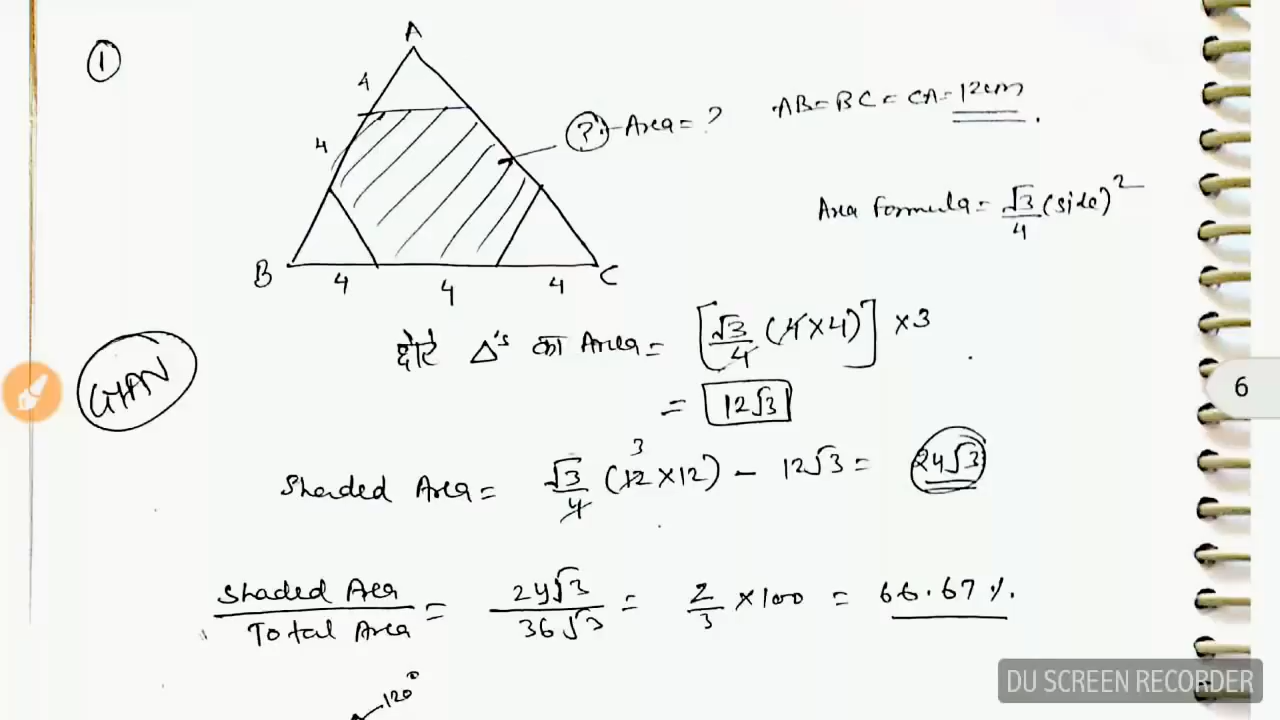 ①
A
4
4
?
Area = ?
AB = BC = CA = 12cm.
Area Formula = √3/4 (side)²
B
4
4
4
C
छोटे Δ's का Area = [√3/4 (4×4)] ×3
= 12√3
GHAN
6
3
Shaded Area = √3/4 (12×12) - 12√3 = 24√3
Shaded Aera / Total Area = 24√3 / 36√3 = 2/3 × 100 = 66.67%.
120°
DU SCREEN RECORDER